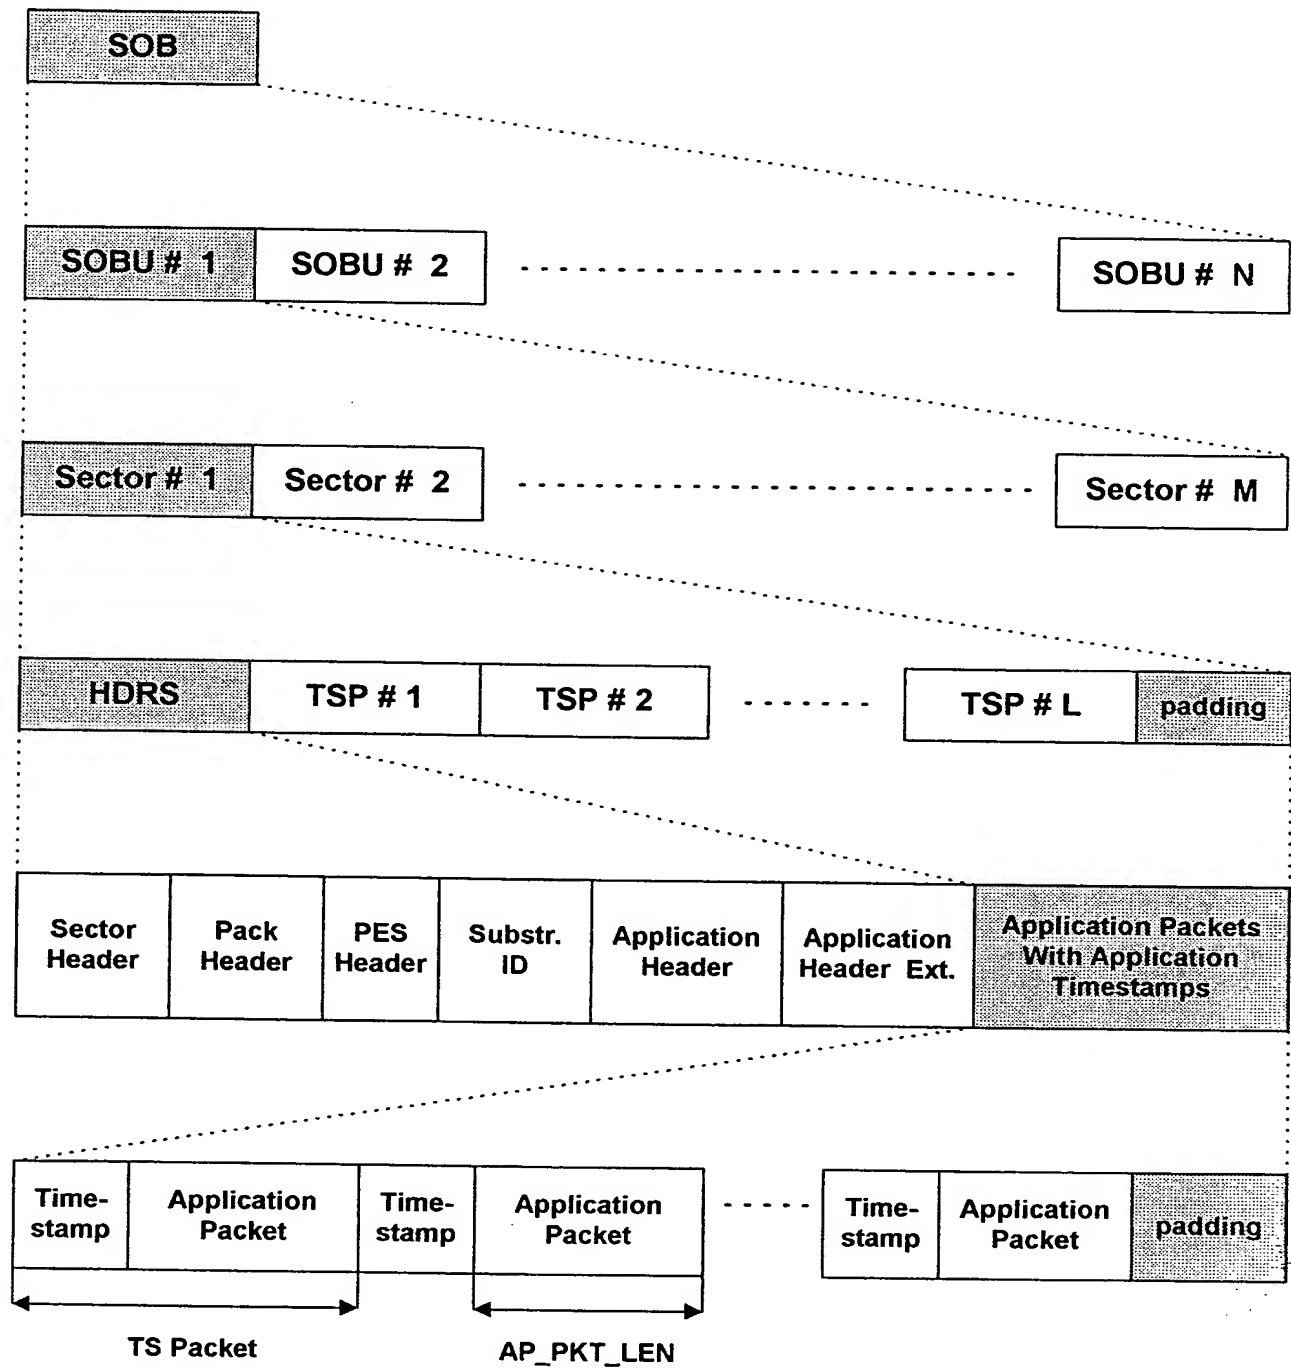 SOB
SOBU # 1
SOBU # 2
SOBU # N
Sector # 1
Sector # 2
Sector # M
HDRS
TSP # 1
TSP # 2
TSP # L
padding
Sector
Header
Pack
Header
PES
Header
Substr.
ID
Application
Header
Application
Header Ext.
Application Packets
With Application
Timestamps
Time-
stamp
Application
Packet
Time-
stamp
Application
Packet
Time-
stamp
Application
Packet
padding
TS Packet
AP_PKT_LEN